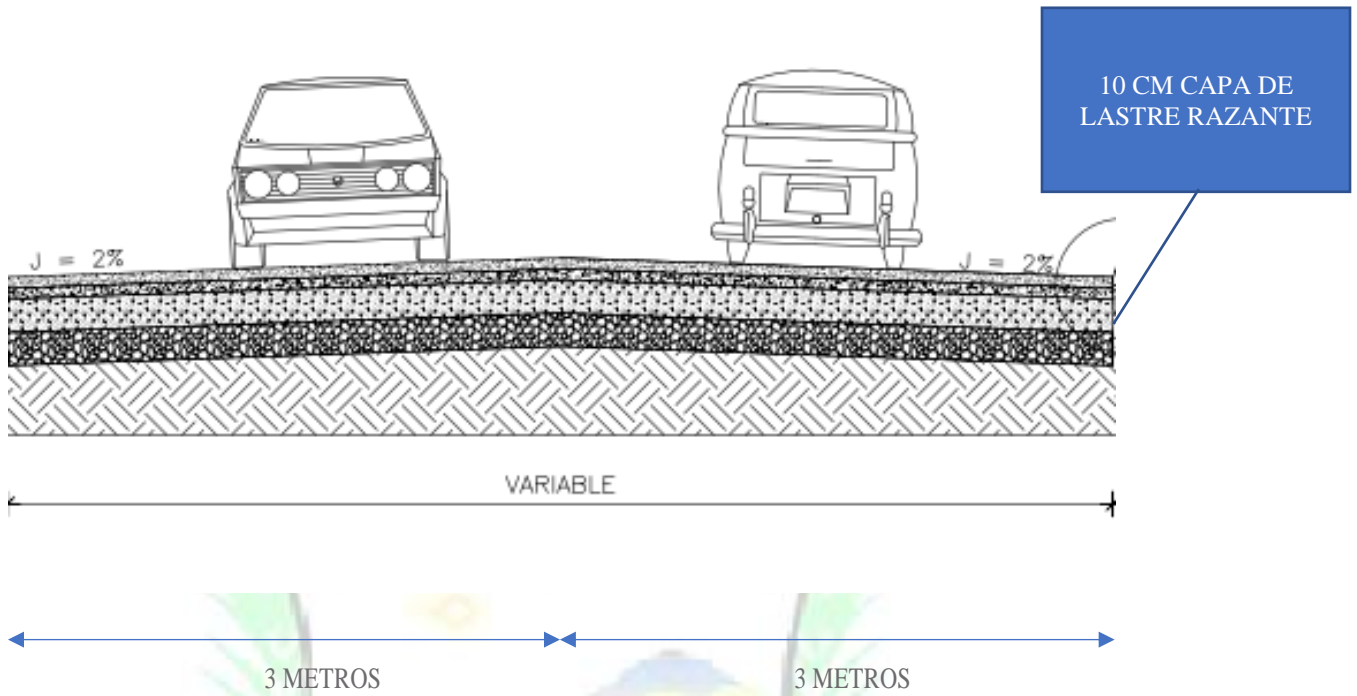 10 CM CAPA DE
LASTRE RAZANTE
J = 2%
J = 2%
VARIABLE
3 METROS
3 METROS